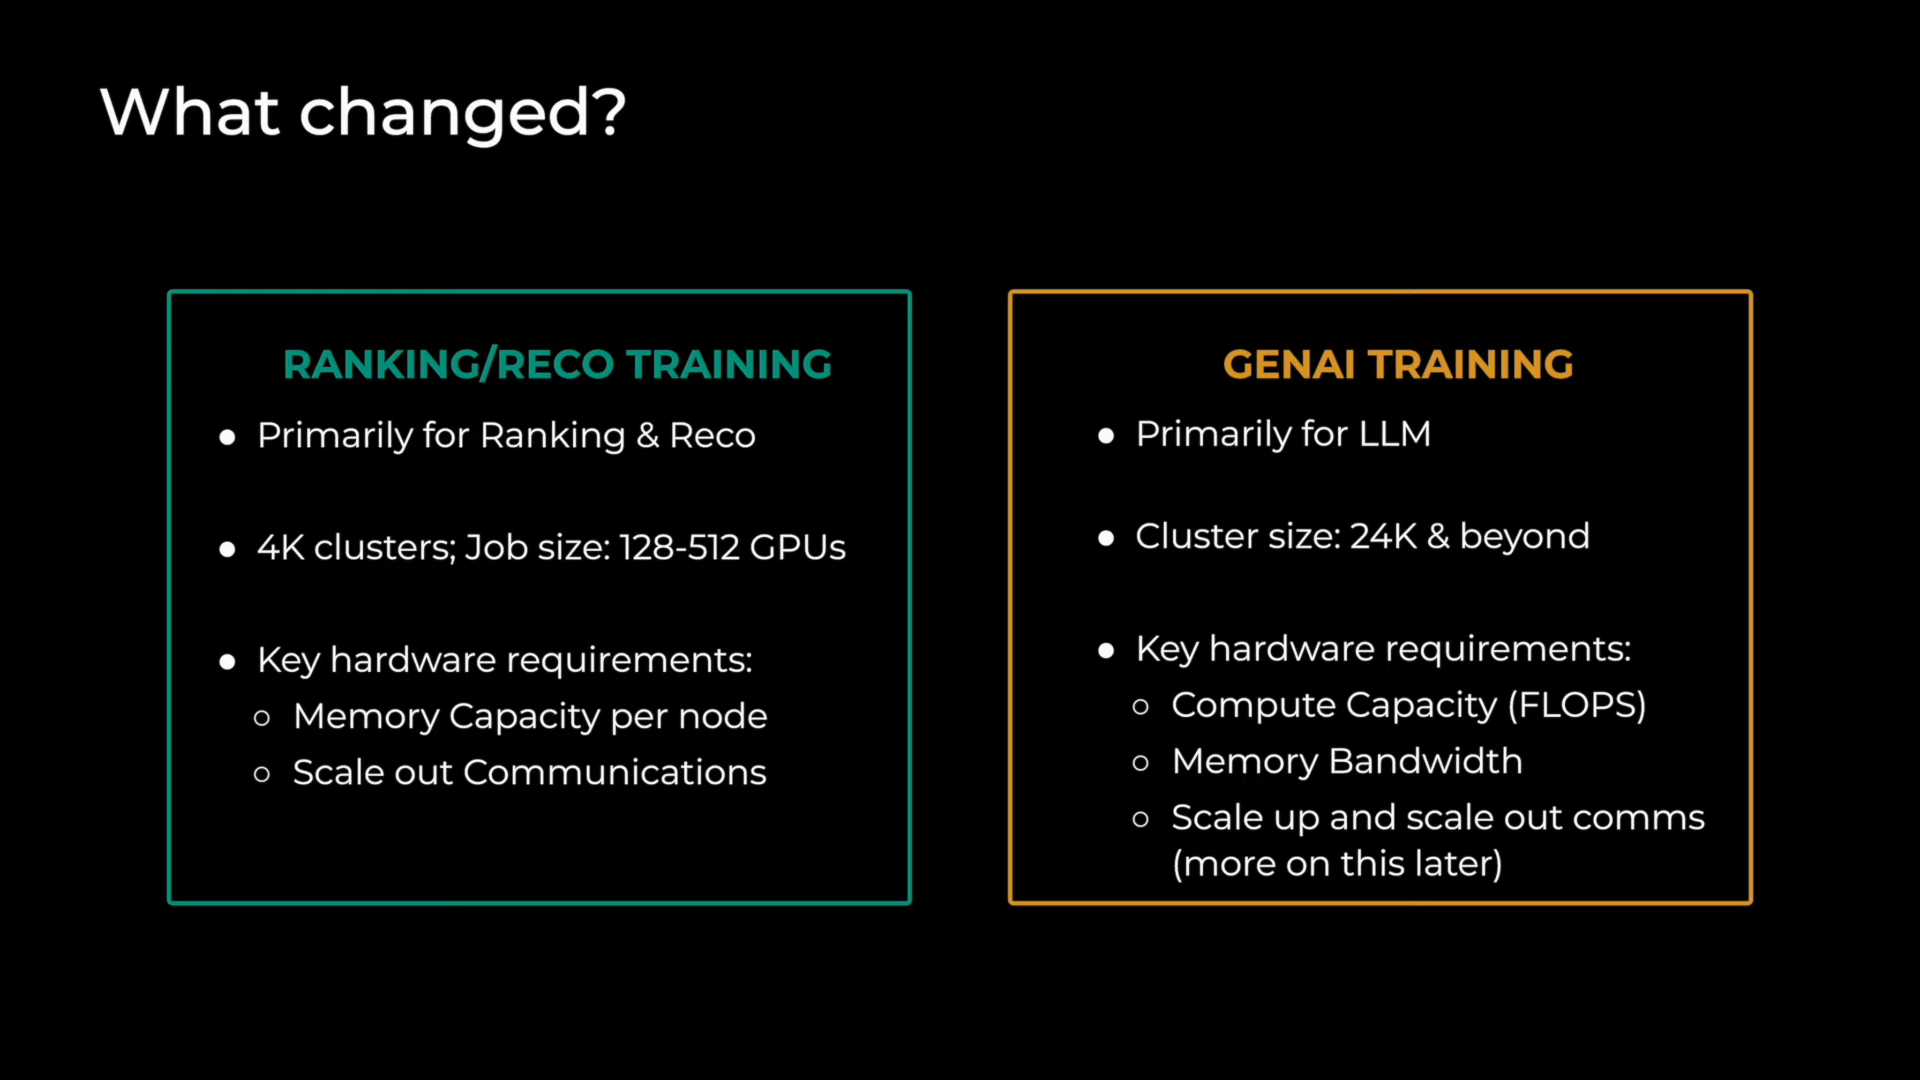 What changed?
RANKING/RECO TRAINING
● Primarily for Ranking & Reco
● 4K clusters; Job size: 128-512 GPUs
● Key hardware requirements:
○ Memory Capacity per node
○ Scale out Communications
GENAI TRAINING
● Primarily for LLM
● Cluster size: 24K & beyond
● Key hardware requirements:
○ Compute Capacity (FLOPS)
○ Memory Bandwidth
○ Scale up and scale out comms
(more on this later)